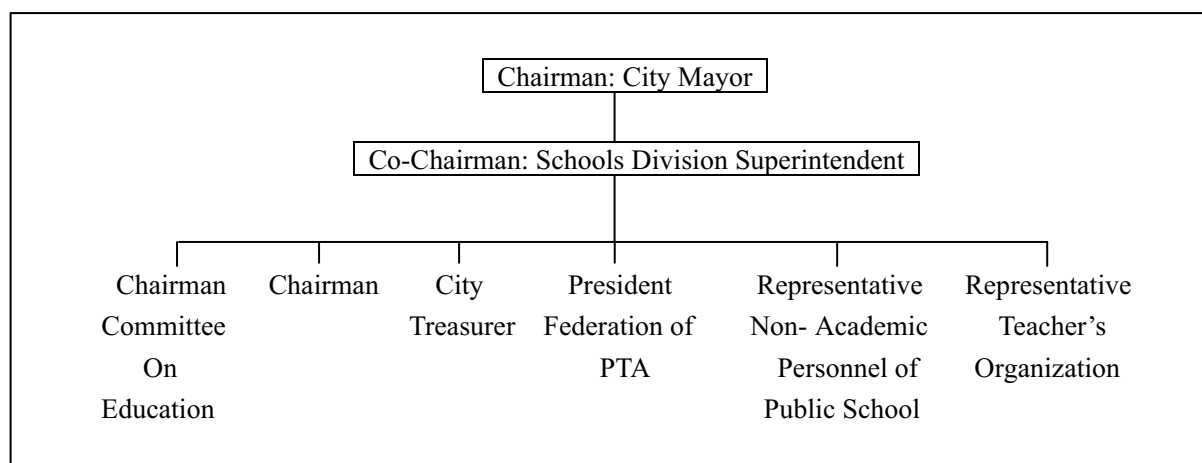 Chairman: City Mayor
Co-Chairman: Schools Division Superintendent
Chairman
Committee
On
Education
Chairman
City
Treasurer
President
Federation of
PTA
Representative
Non- Academic
Personnel of
Public School
Representative
Teacher’s
Organization